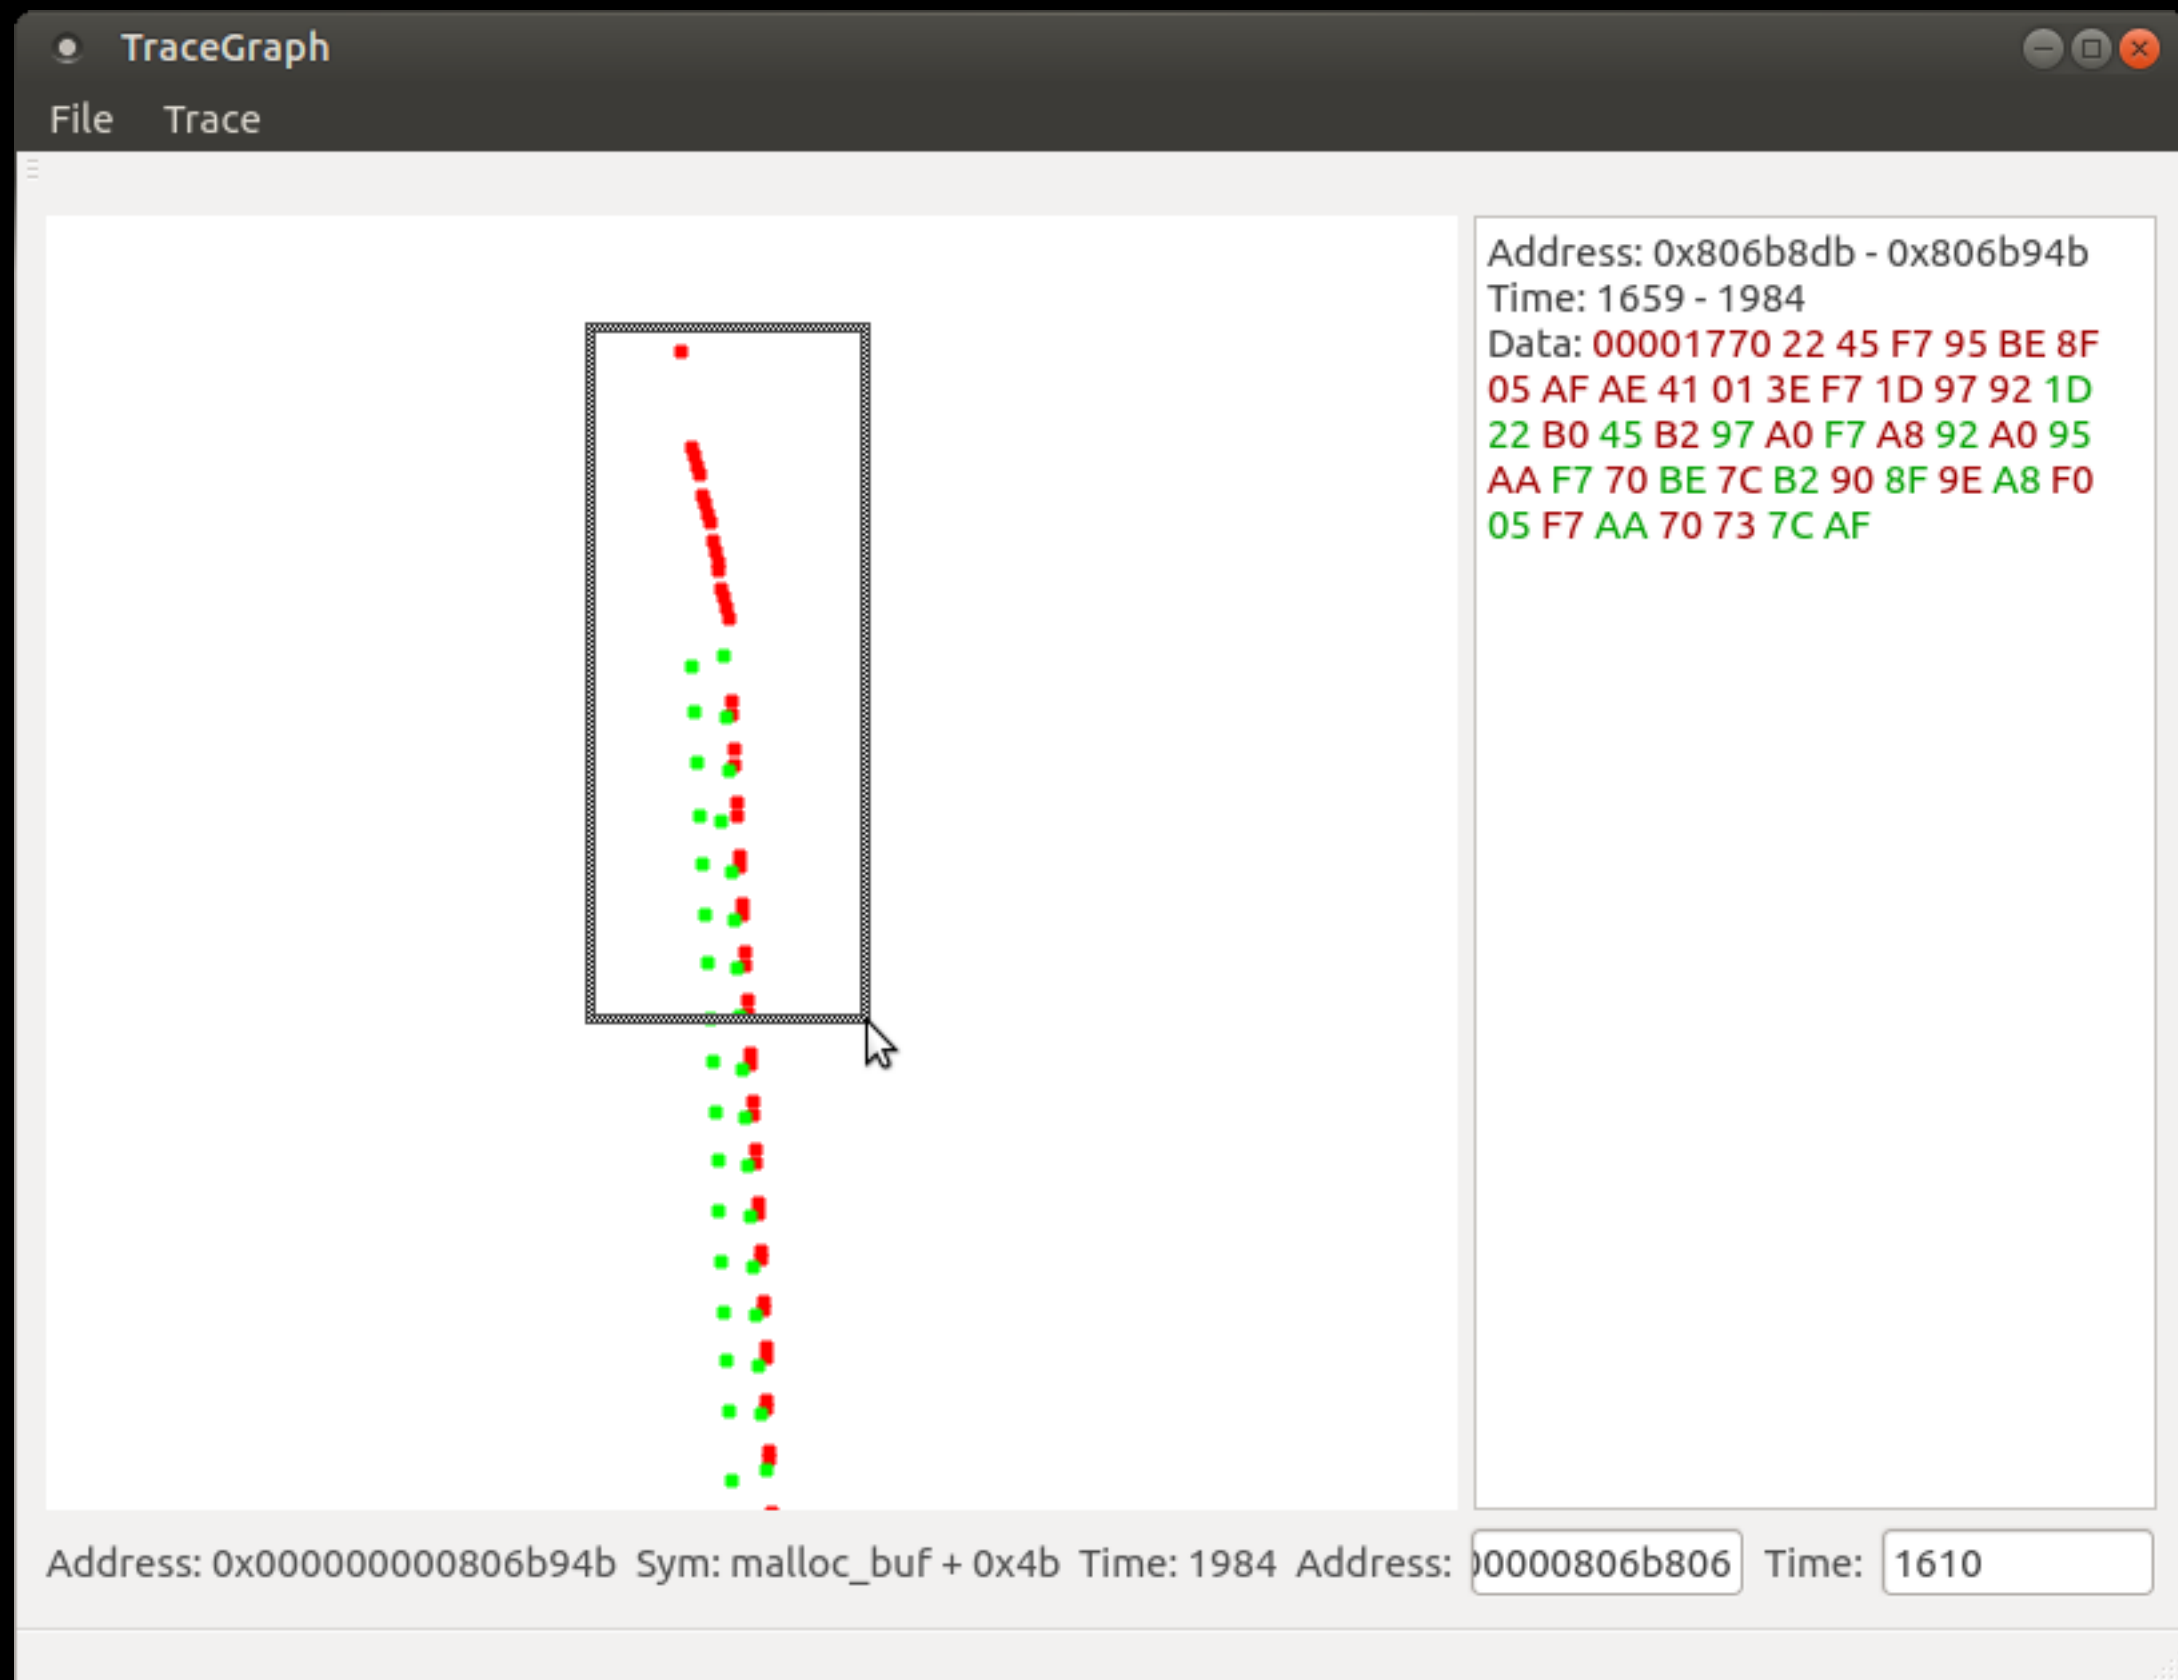 TraceGraph
File Trace
Address: 0x806b8db - 0x806b94b
Time: 1659 - 1984
Data: 00001770 22 45 F7 95 BE 8F
05 AF AE 41 01 3E F7 1D 97 92 1D
22 B0 45 B2 97 A0 F7 A8 92 A0 95
AA F7 70 BE 7C B2 90 8F 9E A8 F0
05 F7 AA 70 73 7C AF
Address: 0x000000000806b94b Sym: malloc_buf + 0x4b Time: 1984 Address: 00000806b806 Time: 1610